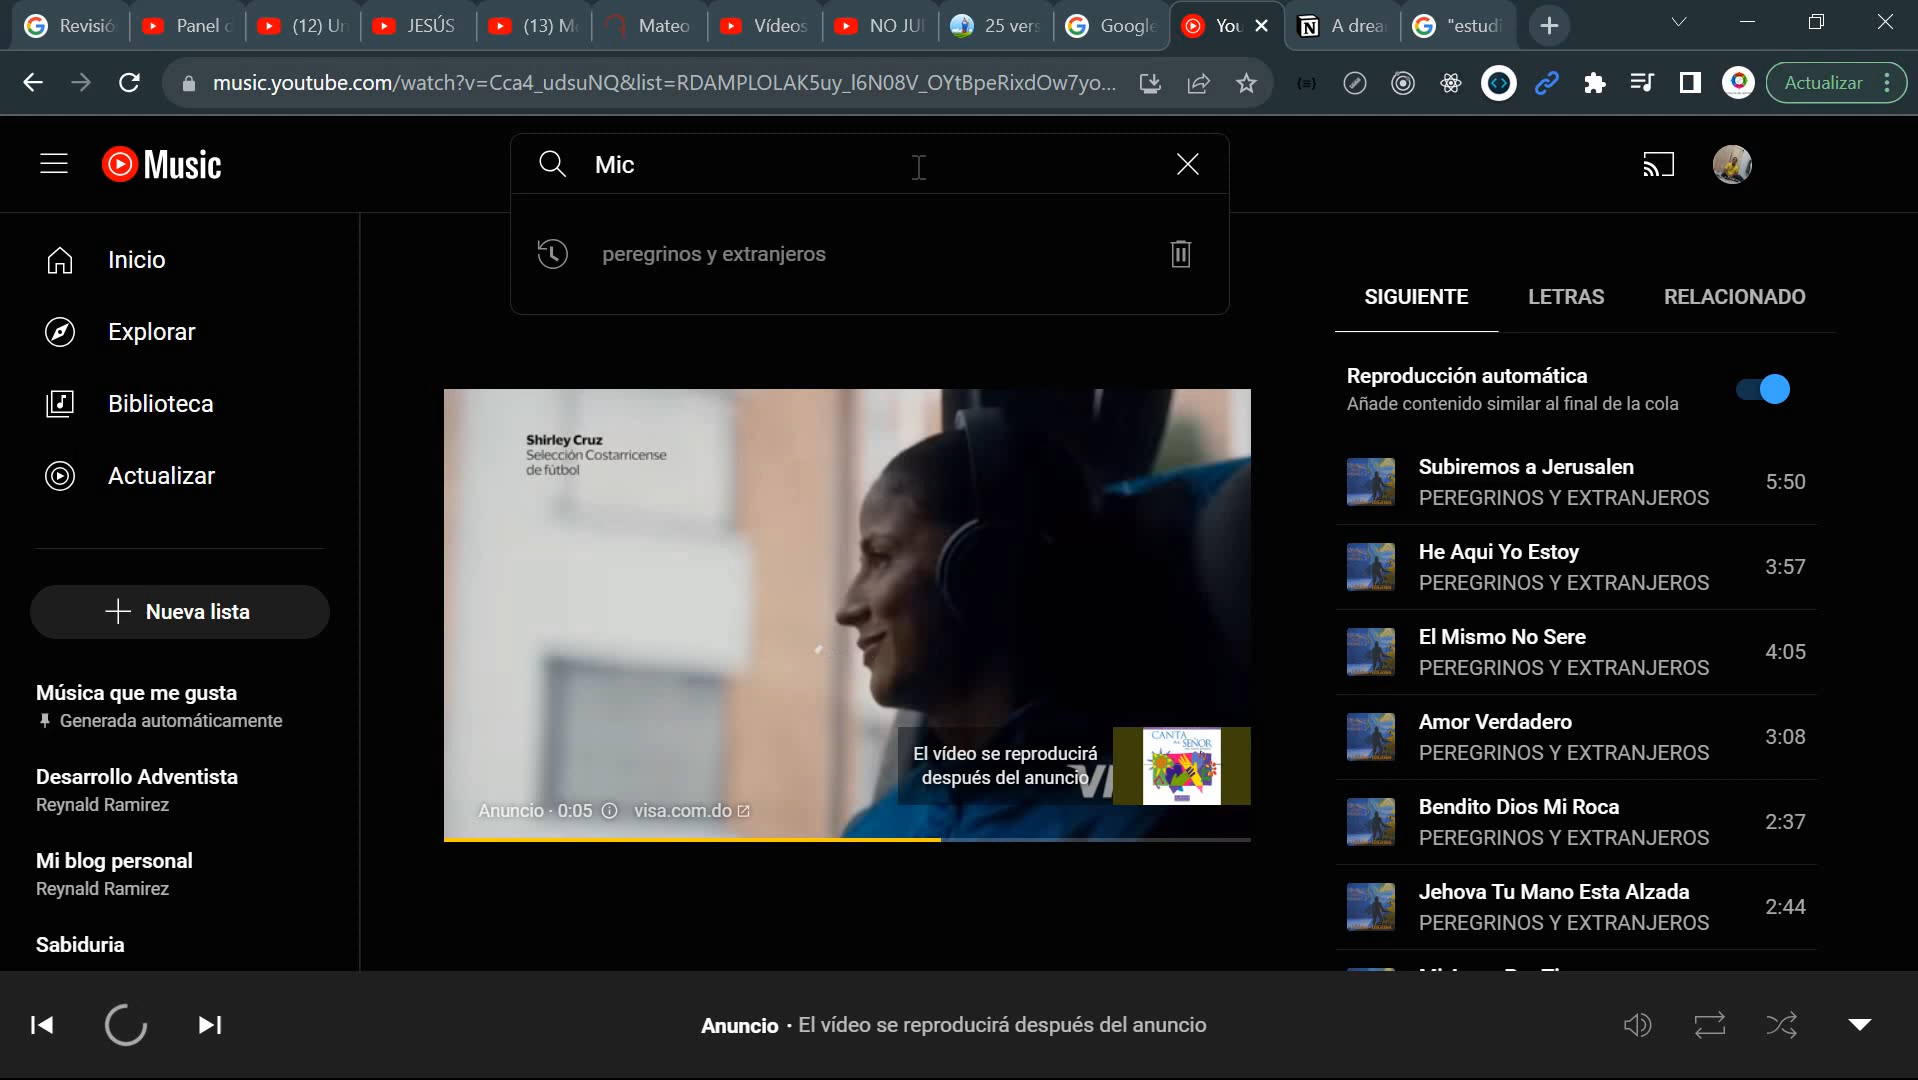 Revisió
Panel d
(12) Un
JESÚS
(13) Me
Mateo
Vídeos
NO JU
25 vers
Google
You
A drea
"estudi
music.youtube.com/watch?v=Cca4_udsuNQ&list=RDAMPLOLAK5uy_l6N08V_OYtBpeRixdOw7yo...
Actualizar
Music
Mic
peregrinos y extranjeros
Inicio
Explorar
Biblioteca
Actualizar
Nueva lista
Música que me gusta
Generada automáticamente
Desarrollo Adventista
Reynald Ramirez
Mi blog personal
Reynald Ramirez
Sabiduria
Shirley Cruz
Selección Costarricense
de fútbol
El vídeo se reproducirá
después del anuncio
CANTA
SEÑOR
Anuncio · 0:05
visa.com.do
SIGUIENTE
LETRAS
RELACIONADO
Reproducción automática
Añade contenido similar al final de la cola
Subiremos a Jerusalen
PEREGRINOS Y EXTRANJEROS
5:50
He Aqui Yo Estoy
PEREGRINOS Y EXTRANJEROS
3:57
El Mismo No Sere
PEREGRINOS Y EXTRANJEROS
4:05
Amor Verdadero
PEREGRINOS Y EXTRANJEROS
3:08
Bendito Dios Mi Roca
PEREGRINOS Y EXTRANJEROS
2:37
Jehova Tu Mano Esta Alzada
PEREGRINOS Y EXTRANJEROS
2:44
Anuncio · El vídeo se reproducirá después del anuncio